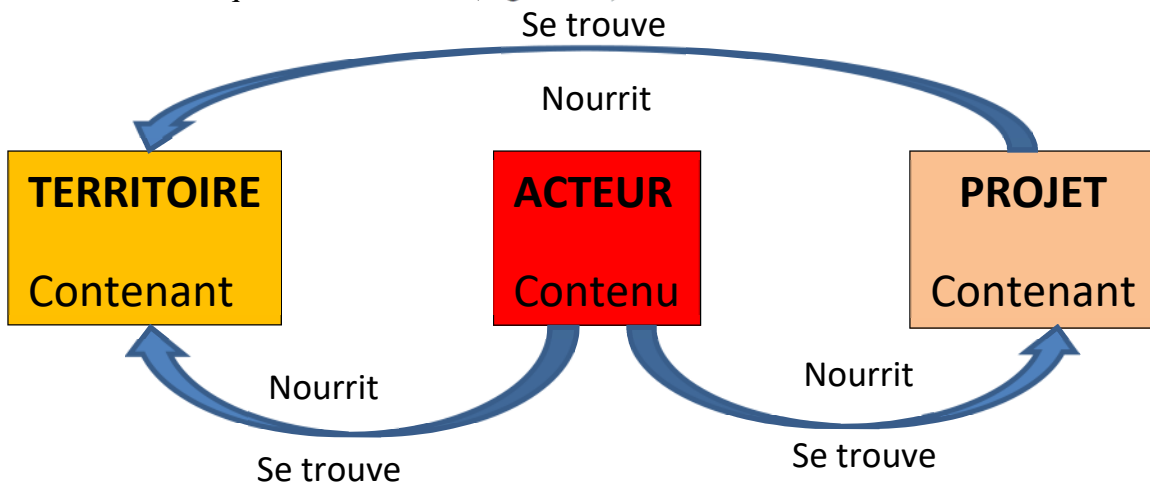 Se trouve
Nourrit
TERRITOIRE
Contenant
ACTEUR
Contenu
PROJET
Contenant
Nourrit
Se trouve
Nourrit
Se trouve